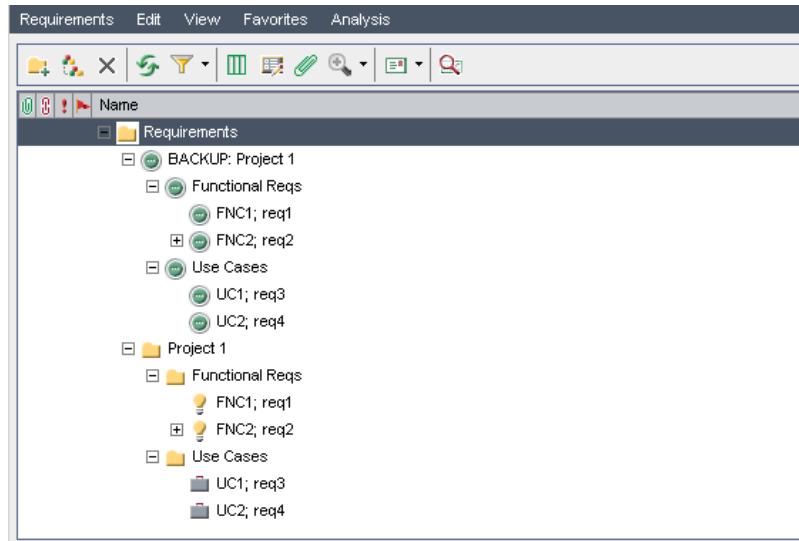 Requirements Edit View Favorites Analysis
Name
Requirements
BACKUP: Project 1
Functional Reqs
FNC1; req1
FNC2; req2
Use Cases
UC1; req3
UC2; req4
Project 1
Functional Reqs
FNC1; req1
FNC2; req2
Use Cases
UC1; req3
UC2; req4